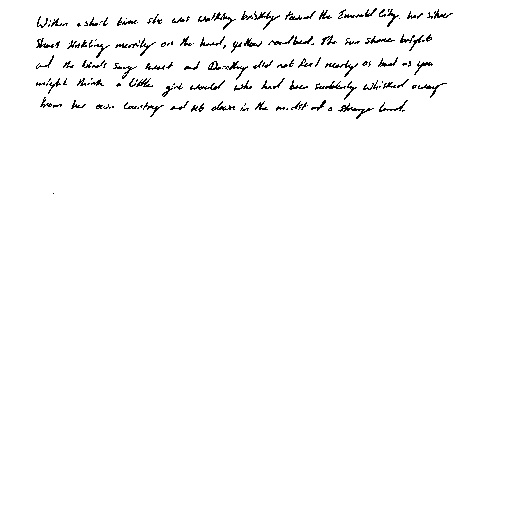 Within a short time she was walking briskly toward the Emerald City, her silver
Shoes tinkling merrily on the hard, yellow roadbed. The sun shone bright
and the birds sang sweet and Dorothy did not feel nearly as bad as you
might think a little girl would who had been suddenly whisked away
from her own country and set down in the midst of a strange land.